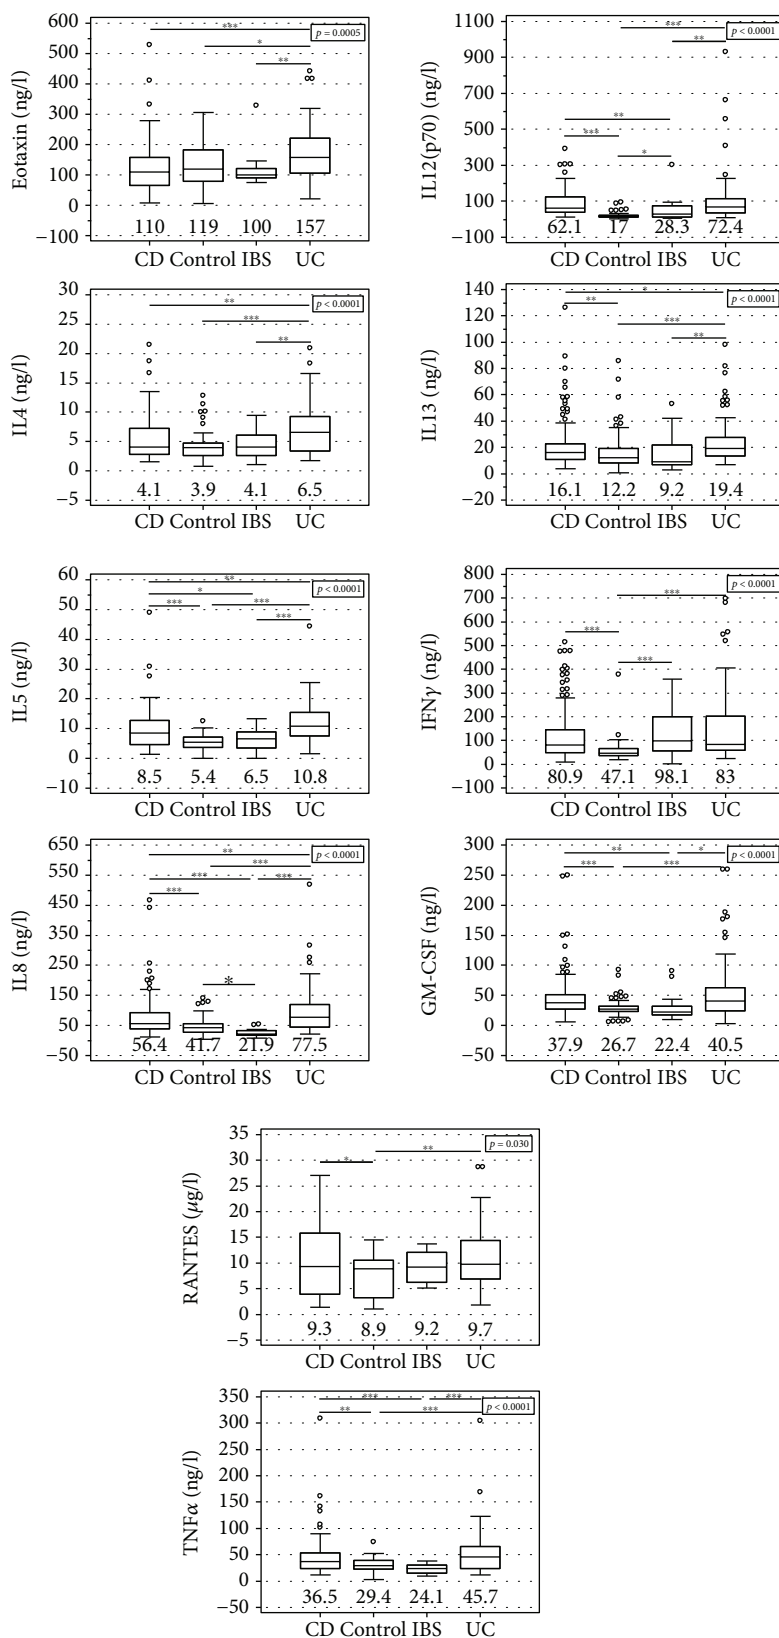 Eotaxin (ng/l)
600
500
400
300
200
100
0
−100
***
*
**
p = 0.0005
110 119 100 157
CD Control IBS UC
IL12(p70) (ng/l)
1100
900
700
500
300
100
−100
***
**
**
***
*
p < 0.0001
62.1 17 28.3 72.4
CD Control IBS UC
IL4 (ng/l)
30
25
20
15
10
5
0
−5
**
***
**
p < 0.0001
4.1 3.9 4.1 6.5
CD Control IBS UC
IL13 (ng/l)
140
120
100
80
60
40
20
0
−20
*
**
***
**
p < 0.0001
16.1 12.2 9.2 19.4
CD Control IBS UC
IL5 (ng/l)
60
50
40
30
20
10
0
−10
**
*
*** ***
***
p < 0.0001
8.5 5.4 6.5 10.8
CD Control IBS UC
IFNγ (ng/l)
800
700
600
500
400
300
200
100
0
−100
***
***
***
p < 0.0001
80.9 47.1 98.1 83
CD Control IBS UC
IL8 (ng/l)
650
550
450
350
250
150
50
−50
**
***
*** ***
***
*
p < 0.0001
56.4 41.7 21.9 77.5
CD Control IBS UC
GM-CSF (ng/l)
300
250
200
150
100
50
0
−50
** *
*** ***
p < 0.0001
37.9 26.7 22.4 40.5
CD Control IBS UC
RANTES (μg/l)
35
30
25
20
15
10
5
0
−5
**
*
p = 0.030
9.3 8.9 9.2 9.7
CD Control IBS UC
TNFα (ng/l)
350
300
250
200
150
100
50
0
−50
*** ***
** ***
p < 0.0001
36.5 29.4 24.1 45.7
CD Control IBS UC